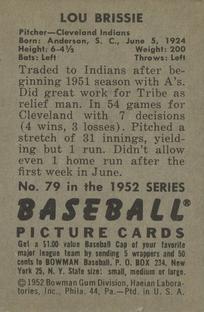 LOU BRISSIE
Pitcher—Cleveland Indians
Born: Anderson, S. C., June 5, 1924
Height: 6-4½ Weight: 200
Bats: Left Throws: Left
Traded to Indians after be-
ginning 1951 season with A's.
Did great work for Tribe as
relief man. In 54 games for
Cleveland with 7 decisions
(4 wins, 3 losses). Pitched a
stretch of 31 innings, yield-
ing but 1 run. Didn't allow
even 1 home run after the
first week in June.
No. 79 in the 1952 SERIES
BASEBALL®
PICTURE CARDS
Get a $1.00 value Baseball Cap of your favorite
major league team by sending 5 wrappers and 50
cents to BOWMAN Baseball, P. O. BOX 234, New
York 25, N. Y. State size: small, medium or large.
©1952 Bowman Gum Division, Haelan Labora-
tories, Inc., Phila. 44, Pa.—Ptd. in U. S. A.